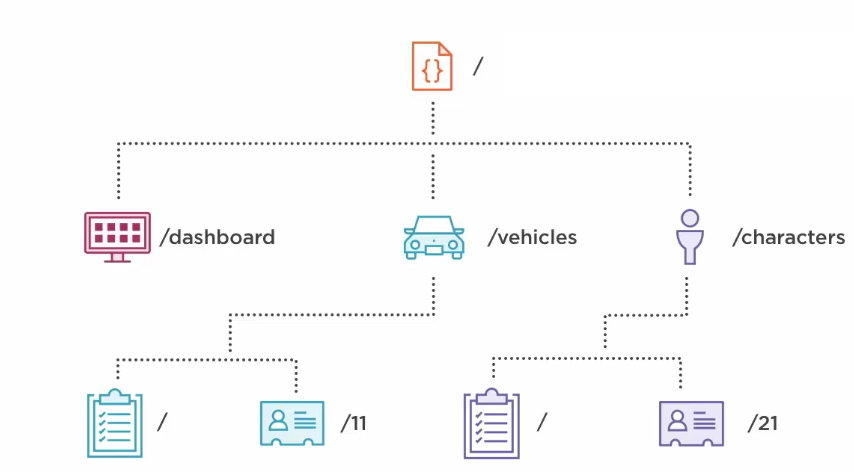 {}
/
/dashboard
/vehicles
/characters
/
/11
/
/21